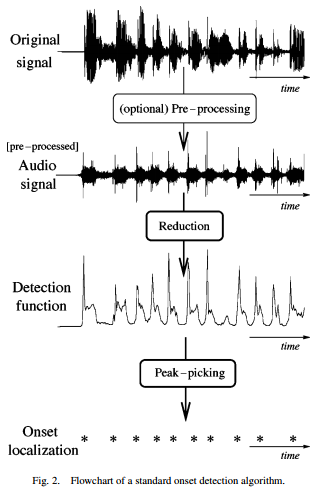 Original
signal
time
(optional) Pre-processing
[pre-processed]
Audio
signal
time
Reduction
Detection
function
time
Peak-picking
Onset
localization
* * * * * * * * * *
time
Fig. 2. Flowchart of a standard onset detection algorithm.